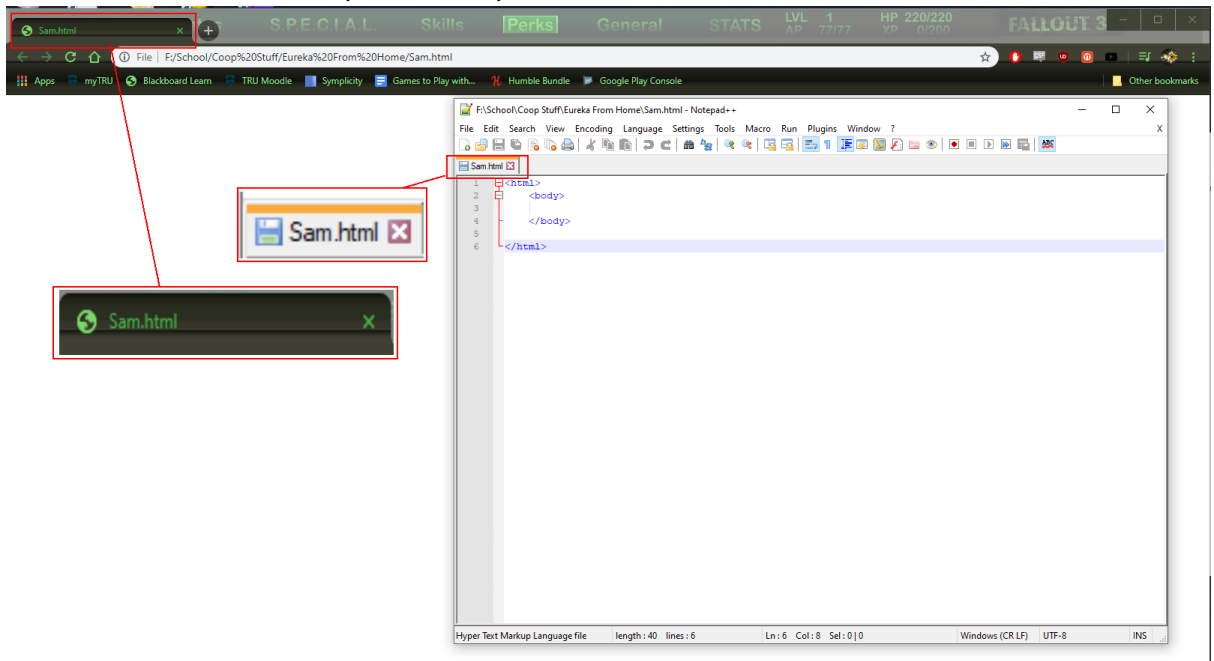 Sam.html
S.P.E.C.I.A.L. Skills Perks General STATS LVL 1 HP 220/220 FALLOUT 3
AP 77/77 XP 0/200
File | F:/School/Coop%20Stuff/Eureka%20From%20Home/Sam.html
Apps myTRU Blackboard Learn TRU Moodle Symplicity Games to Play with... Humble Bundle Google Play Console Other bookmarks
F:\School\Coop Stuff\Eureka From Home\Sam.html - Notepad++
File Edit Search View Encoding Language Settings Tools Macro Run Plugins Window ? X
Sam.html
1 <html>
2 <body>
3
4 </body>
5
6 </html>
Sam.html
Sam.html
Hyper Text Markup Language file length : 40 lines : 6 Ln : 6 Col : 8 Sel : 0 | 0 Windows (CR LF) UTF-8 INS